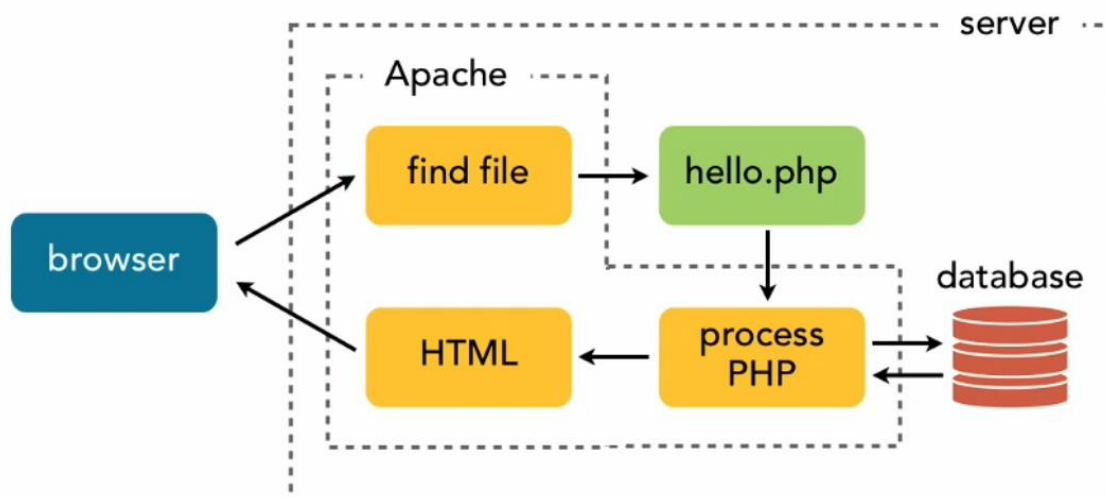 server
Apache
find file
hello.php
browser
database
HTML
process
PHP